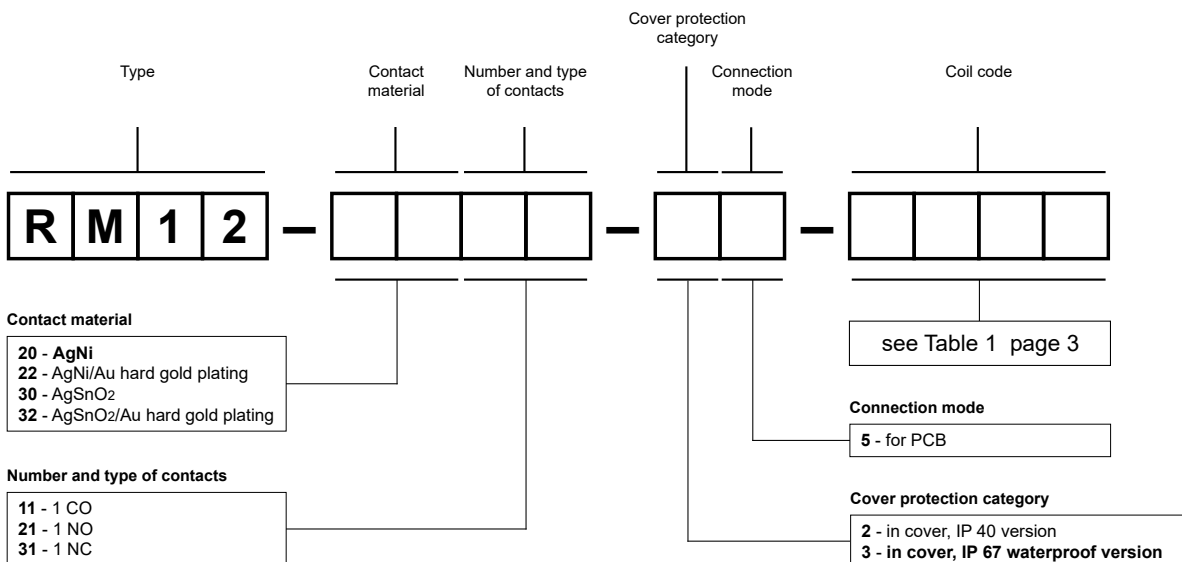 Cover protection
category
Type
Contact
material
Number and type
of contacts
Connection
mode
Coil code
R M 1 2 – – –
Contact material
20 - AgNi
22 - AgNi/Au hard gold plating
30 - AgSnO2
32 - AgSnO2/Au hard gold plating
see Table 1 page 3
Connection mode
5 - for PCB
Number and type of contacts
11 - 1 CO
21 - 1 NO
31 - 1 NC
Cover protection category
2 - in cover, IP 40 version
3 - in cover, IP 67 waterproof version